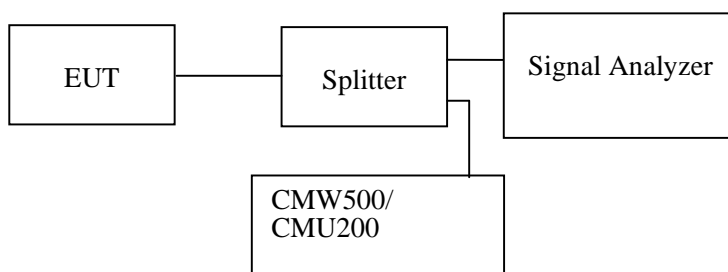 EUT
Splitter
Signal Analyzer
CMW500/
CMU200